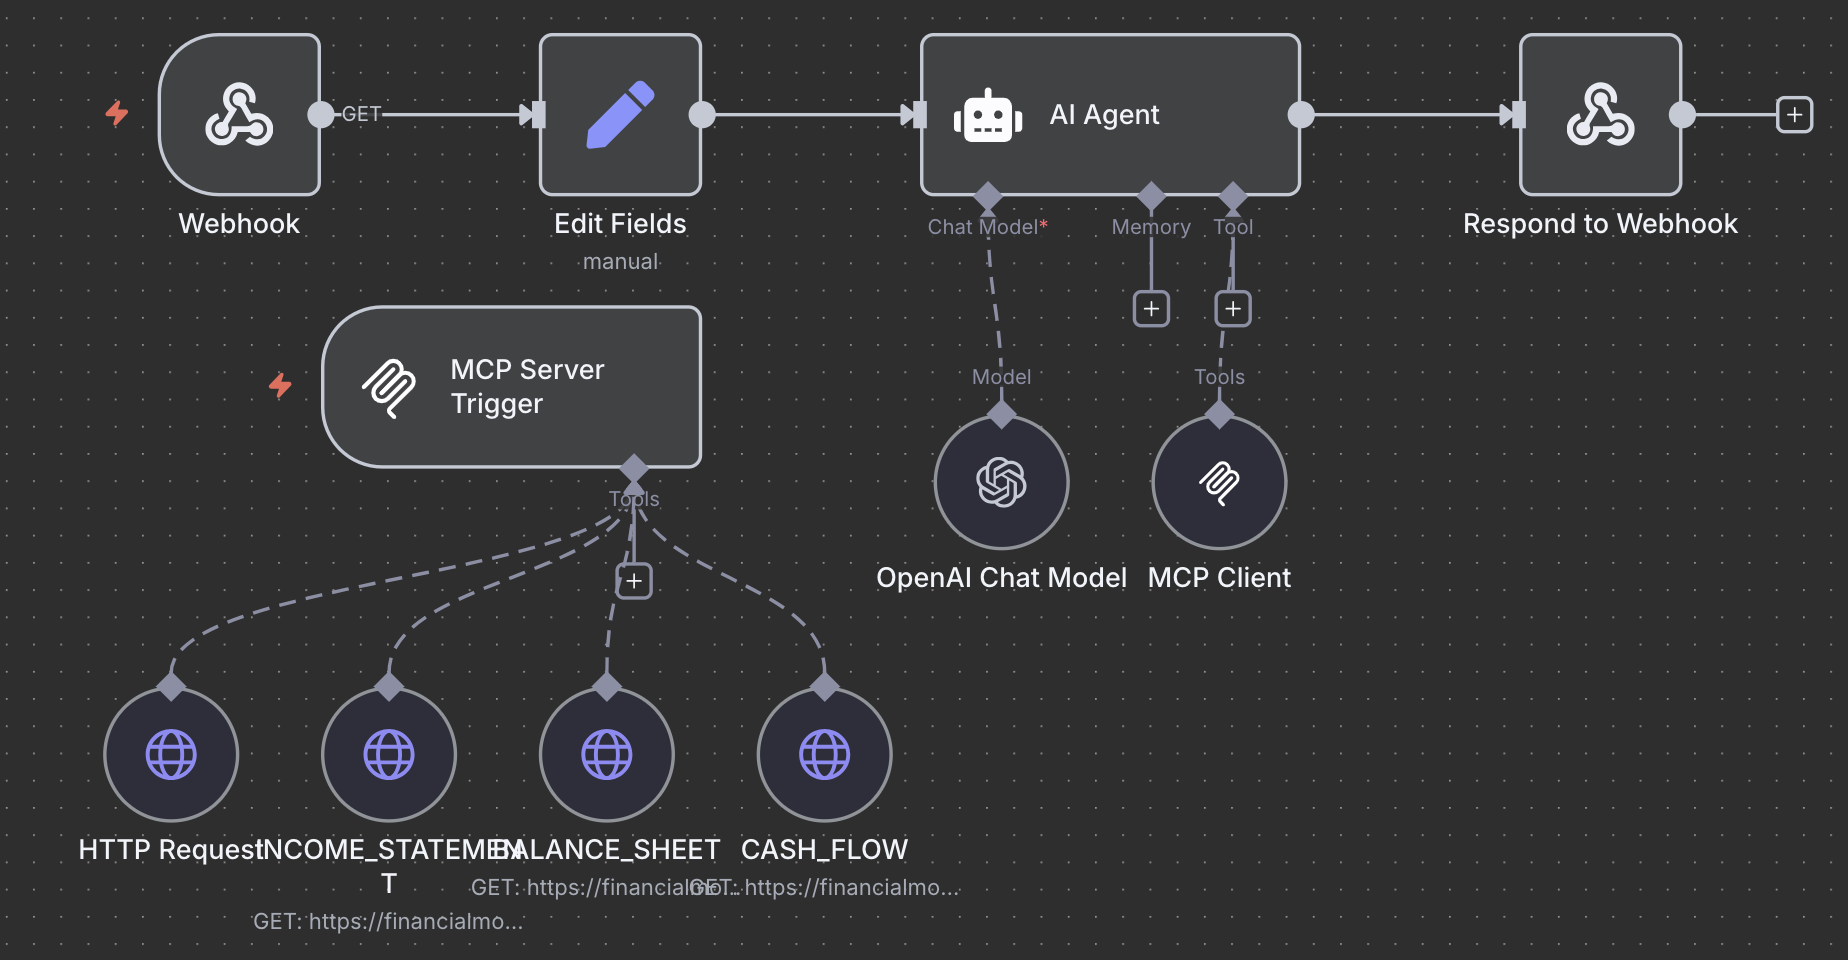 GET
AI Agent
Webhook
Edit Fields
manual
Chat Model*
Memory
Tool
Respond to Webhook
MCP Server
Trigger
Model
Tools
Tools
OpenAI Chat Model
MCP Client
HTTP Request
INCOME_STATEMEN
T
GET: https://financialmo...
BALANCE_SHEET
GET: https://financialmo...
CASH_FLOW
GET: https://financialmo...